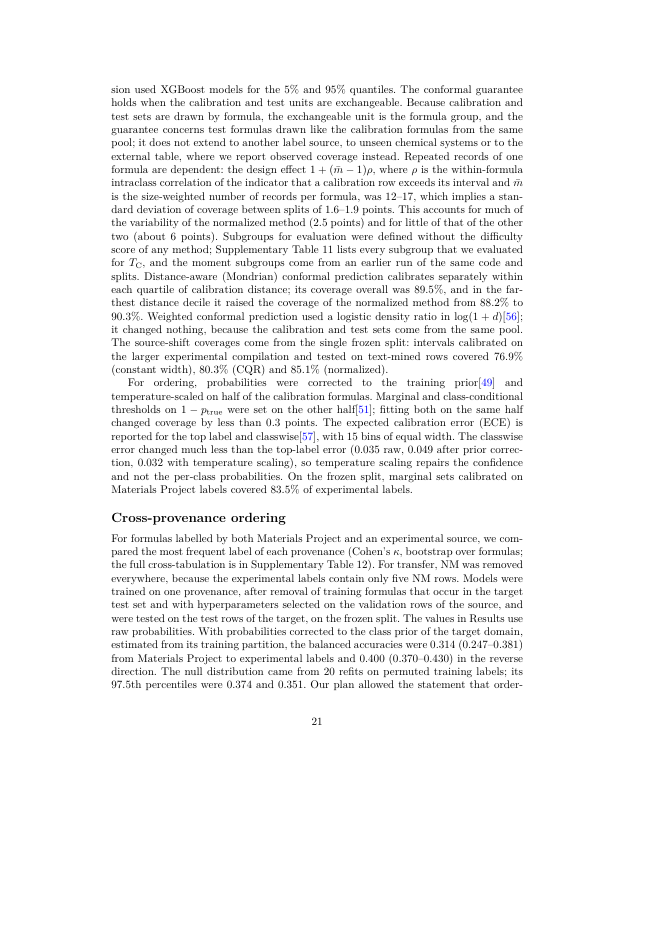 sion used XGBoost models for the 5% and 95% quantiles. The conformal guarantee
holds when the calibration and test units are exchangeable. Because calibration and
test sets are drawn by formula, the exchangeable unit is the formula group, and the
guarantee concerns test formulas drawn like the calibration formulas from the same
pool; it does not extend to another label source, to unseen chemical systems or to the
external table, where we report observed coverage instead. Repeated records of one
formula are dependent: the design effect 1 + (m̄ − 1)ρ, where ρ is the within-formula
intraclass correlation of the indicator that a calibration row exceeds its interval and m̄
is the size-weighted number of records per formula, was 12–17, which implies a stan-
dard deviation of coverage between splits of 1.6–1.9 points. This accounts for much of
the variability of the normalized method (2.5 points) and for little of that of the other
two (about 6 points). Subgroups for evaluation were defined without the difficulty
score of any method; Supplementary Table 11 lists every subgroup that we evaluated
for T_C, and the moment subgroups come from an earlier run of the same code and
splits. Distance-aware (Mondrian) conformal prediction calibrates separately within
each quartile of calibration distance; its coverage overall was 89.5%, and in the far-
thest distance decile it raised the coverage of the normalized method from 88.2% to
90.3%. Weighted conformal prediction used a logistic density ratio in log(1 + d)[56];
it changed nothing, because the calibration and test sets come from the same pool.
The source-shift coverages come from the single frozen split: intervals calibrated on
the larger experimental compilation and tested on text-mined rows covered 76.9%
(constant width), 80.3% (CQR) and 85.1% (normalized).
For ordering, probabilities were corrected to the training prior[49] and
temperature-scaled on half of the calibration formulas. Marginal and class-conditional
thresholds on 1 − p_true were set on the other half[51]; fitting both on the same half
changed coverage by less than 0.3 points. The expected calibration error (ECE) is
reported for the top label and classwise[57], with 15 bins of equal width. The classwise
error changed much less than the top-label error (0.035 raw, 0.049 after prior correc-
tion, 0.032 with temperature scaling), so temperature scaling repairs the confidence
and not the per-class probabilities. On the frozen split, marginal sets calibrated on
Materials Project labels covered 83.5% of experimental labels.
Cross-provenance ordering
For formulas labelled by both Materials Project and an experimental source, we com-
pared the most frequent label of each provenance (Cohen's κ, bootstrap over formulas;
the full cross-tabulation is in Supplementary Table 12). For transfer, NM was removed
everywhere, because the experimental labels contain only five NM rows. Models were
trained on one provenance, after removal of training formulas that occur in the target
test set and with hyperparameters selected on the validation rows of the source, and
were tested on the test rows of the target, on the frozen split. The values in Results use
raw probabilities. With probabilities corrected to the class prior of the target domain,
estimated from its training partition, the balanced accuracies were 0.314 (0.247–0.381)
from Materials Project to experimental labels and 0.400 (0.370–0.430) in the reverse
direction. The null distribution came from 20 refits on permuted training labels; its
97.5th percentiles were 0.374 and 0.351. Our plan allowed the statement that order-
21